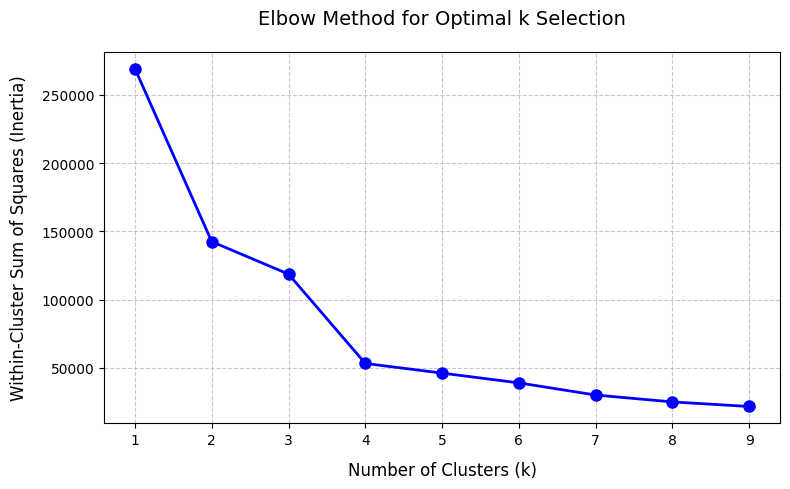 Elbow Method for Optimal k Selection
Within-Cluster Sum of Squares (Inertia)
250000
200000
150000
100000
50000
1 2 3 4 5 6 7 8 9
Number of Clusters (k)